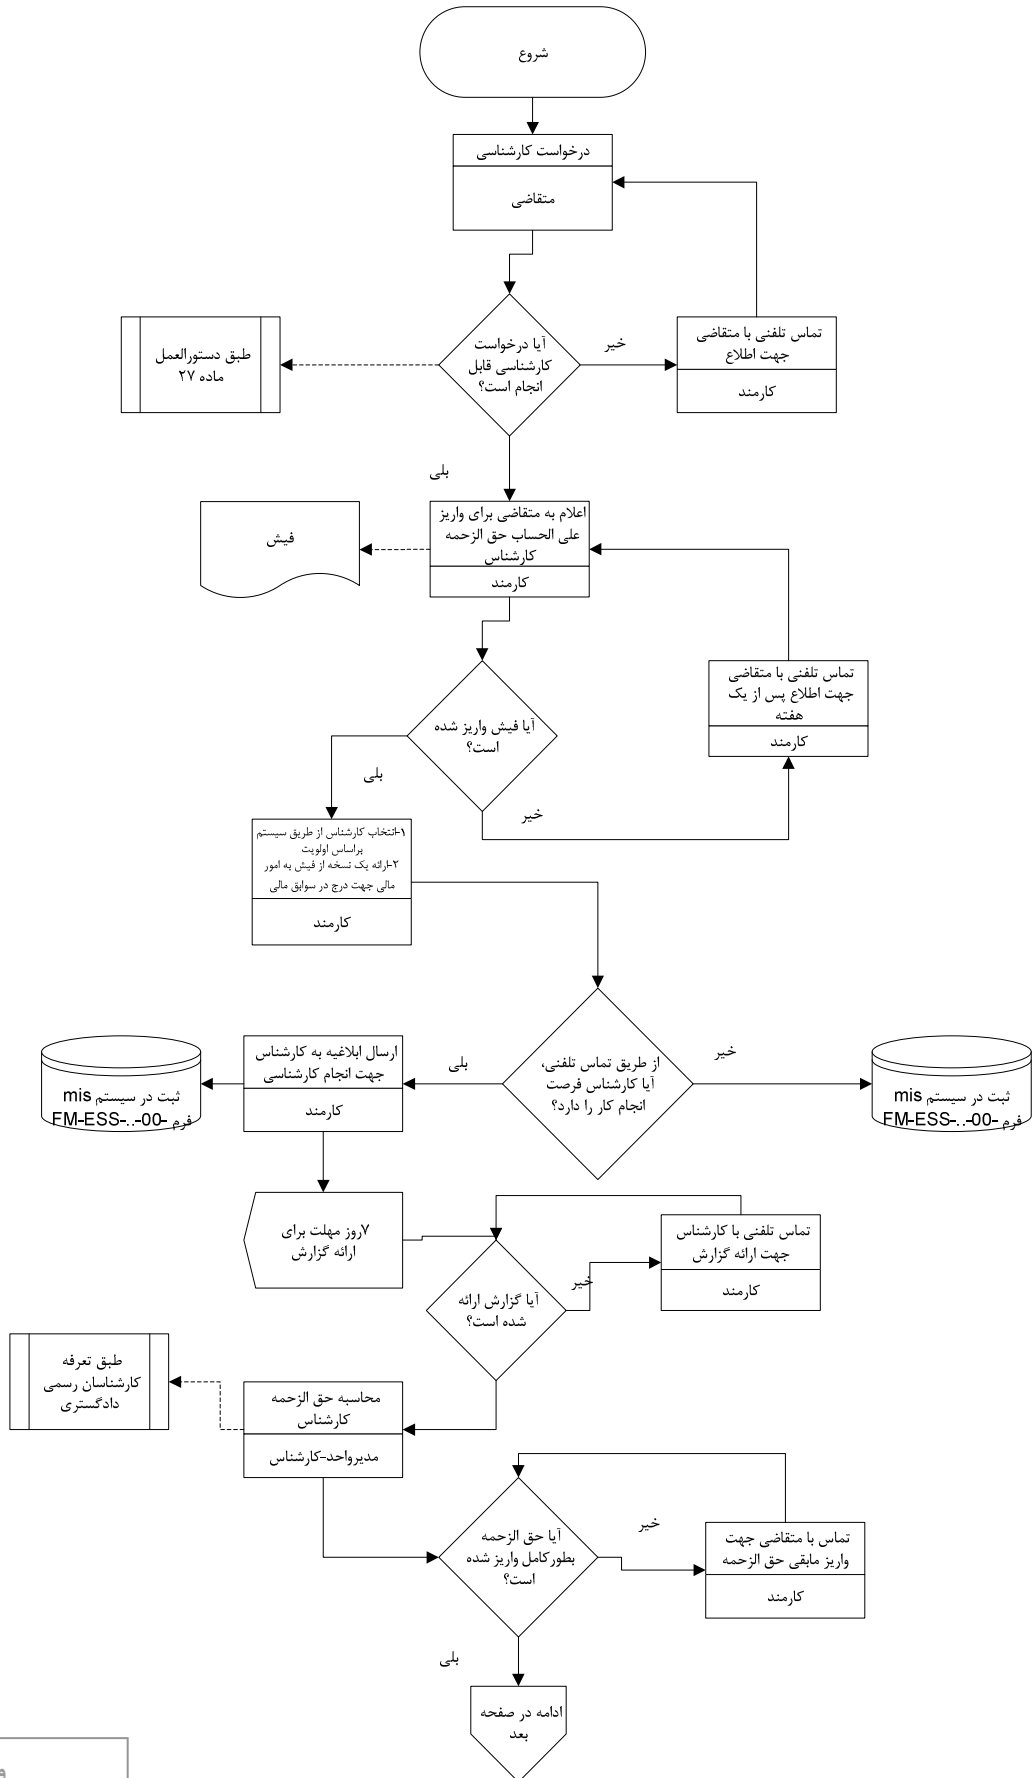 شروع
درخواست کارشناسی
متقاضی
آیا درخواست
کارشناسی قابل
انجام است؟
خیر
تماس تلفنی با متقاضی
جهت اطلاع
کارمند
طبق دستورالعمل
ماده ۲۷
بلی
اعلام به متقاضی برای واریز
علی الحساب حق الزحمه
کارشناس
کارمند
فیش
تماس تلفنی با متقاضی
جهت اطلاع پس از یک
هفته
کارمند
آیا فیش واریز شده
است؟
بلی
خیر
۱-انتخاب کارشناس از طریق سیستم
براساس اولویت
۲-ارائه یک نسخه از فیش به امور
مالی جهت درج در سوابق مالی
کارمند
از طریق تماس تلفنی،
آیا کارشناس فرصت
انجام کار را دارد؟
خیر
ثبت در سیستم mis
فرم FM-ESS-..-00-
بلی
ارسال ابلاغیه به کارشناس
جهت انجام کارشناسی
کارمند
ثبت در سیستم mis
فرم FM-ESS-..-00-
۷روز مهلت برای
ارائه گزارش
آیا گزارش ارائه
شده است؟
خیر
تماس تلفنی با کارشناس
جهت ارائه گزارش
کارمند
محاسبه حق الزحمه
کارشناس
مدیرواحد-کارشناس
طبق تعرفه
کارشناسان رسمی
دادگستری
آیا حق الزحمه
بطورکامل واریز شده
است؟
خیر
تماس با متقاضی جهت
واریز مابقی حق الزحمه
کارمند
بلی
ادامه در صفحه
بعد